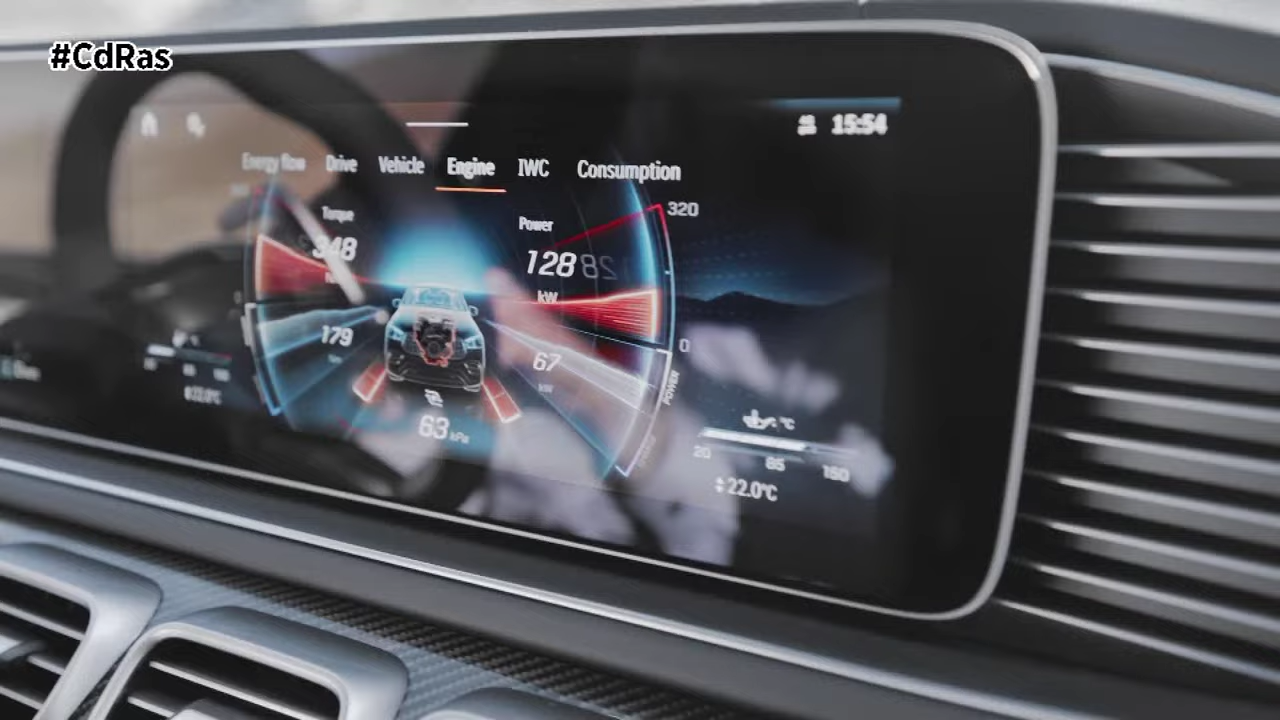 #CdRas
15:54
Energy flow Drive Vehicle Engine IWC Consumption
320
Torque
Power
348
128
kW
179
67
kW
0
POWER
63 kPa
°C
20 85 160
22.0°C